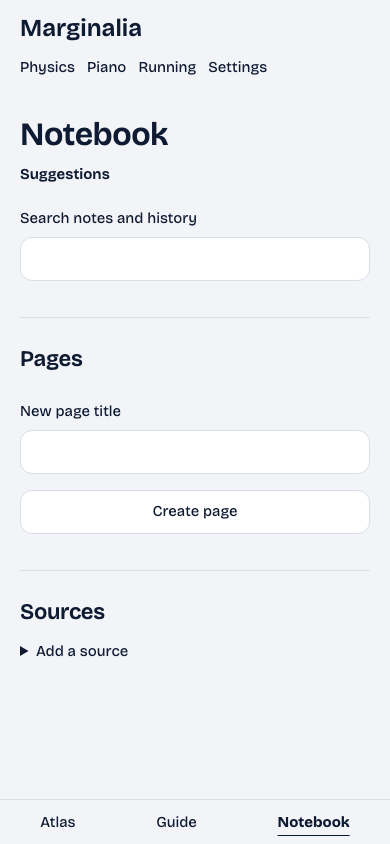 Marginalia
Physics Piano Running Settings
Notebook
Suggestions
Search notes and history
Pages
New page title
Create page
Sources
Add a source
Atlas Guide Notebook